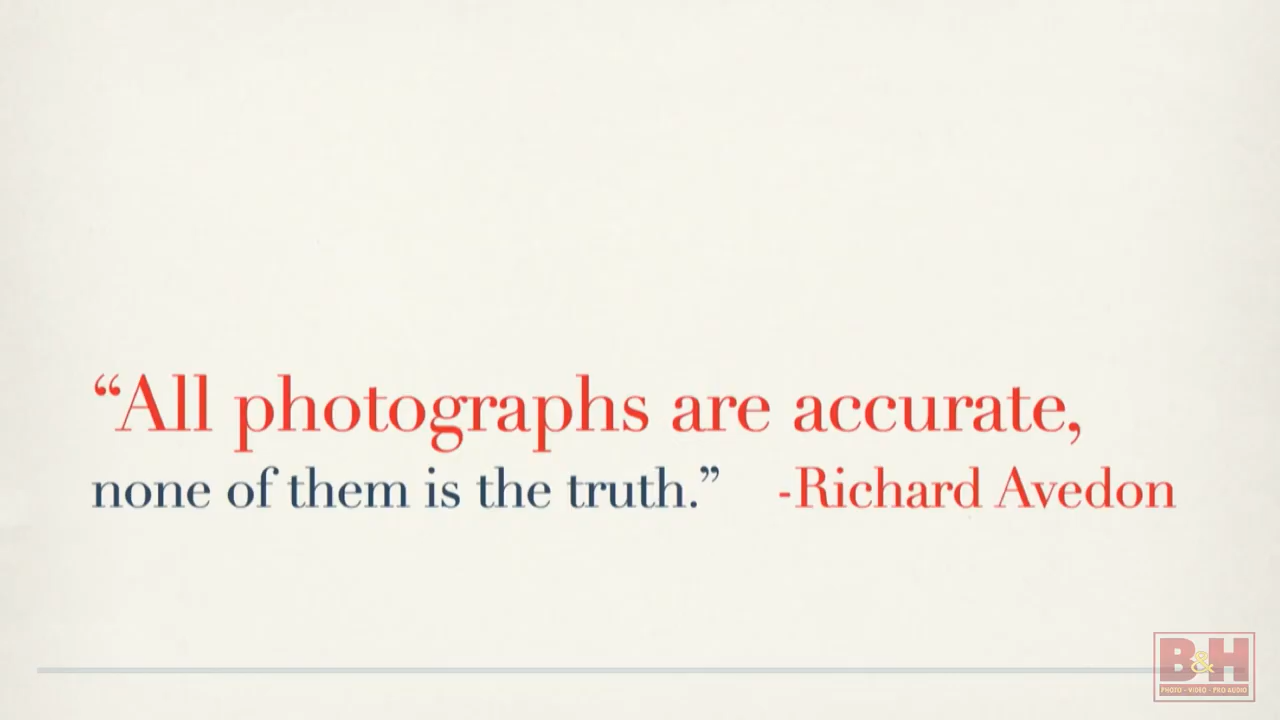 “All photographs are accurate,
none of them is the truth.” -Richard Avedon
B&H
PHOTO - VIDEO - PRO AUDIO